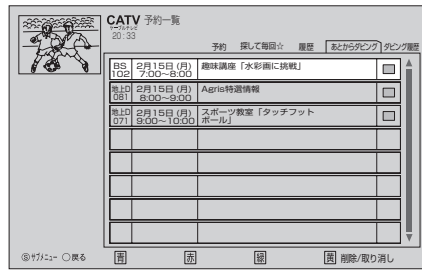 CATV 予約一覧
ケーブルテレビ
20:33
予約 探して毎回☆ 履歴 あとからダビング ダビング履歴
BS 102 2月15日(月) 7:00～8:00 趣味講座「水彩画に挑戦」
地上D 081 2月15日(月) 8:00～9:00 Agris特選情報
地上D 071 2月15日(月) 9:00～10:00 スポーツ教室「タッチフット
ボール」
Ⓢサブメニュー ○戻る 青 赤 緑 黄 削除/取り消し